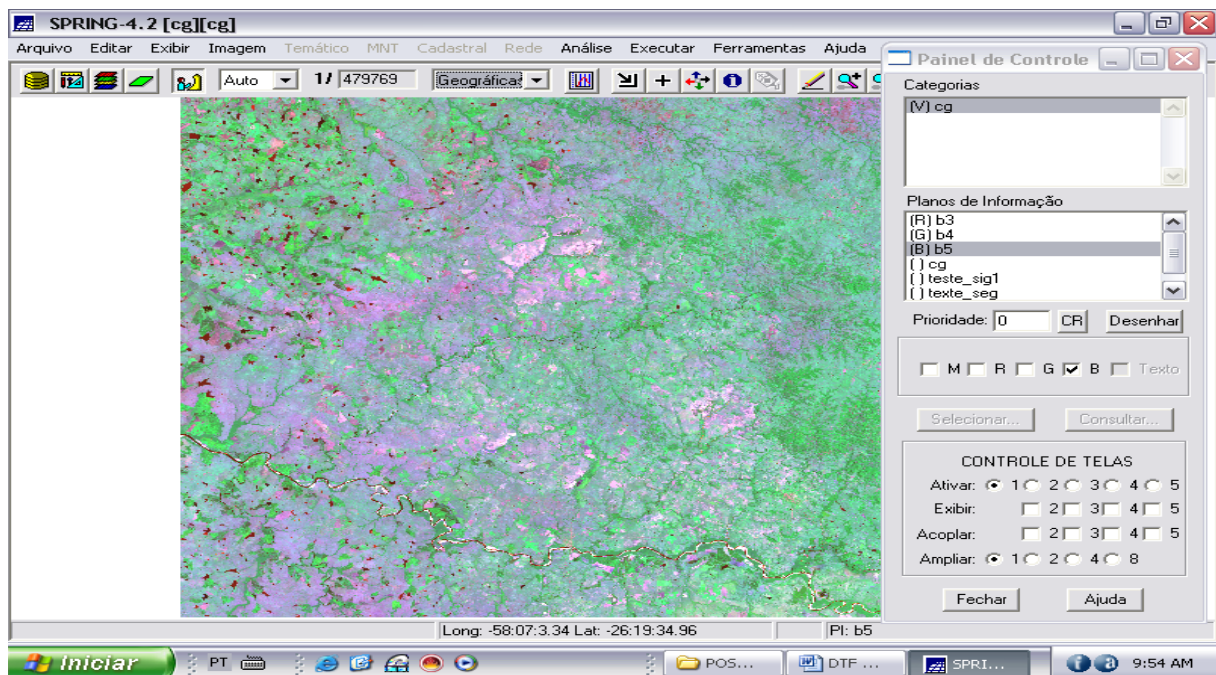 SPRING-4.2 [cg][cg]
Arquivo Editar Exibir Imagem Temático MNT Cadastral Rede Análise Executar Ferramentas Ajuda
Auto 1/ 479769 Geográficas
Painel de Controle
Categorias
(V) cg
Planos de Informação
(R) b3
(G) b4
(B) b5
( ) cg
( ) teste_sig1
( ) texte_seg
Prioridade: 0 CR Desenhar
M R G B Texto
Selecionar... Consultar...
CONTROLE DE TELAS
Ativar: 1 2 3 4 5
Exibir: 2 3 4 5
Acoplar: 2 3 4 5
Ampliar: 1 2 4 8
Fechar Ajuda
Long: -58:07:3.34 Lat: -26:19:34.96 PI: b5
Iniciar PT POS... DTF ... SPRI... 9:54 AM